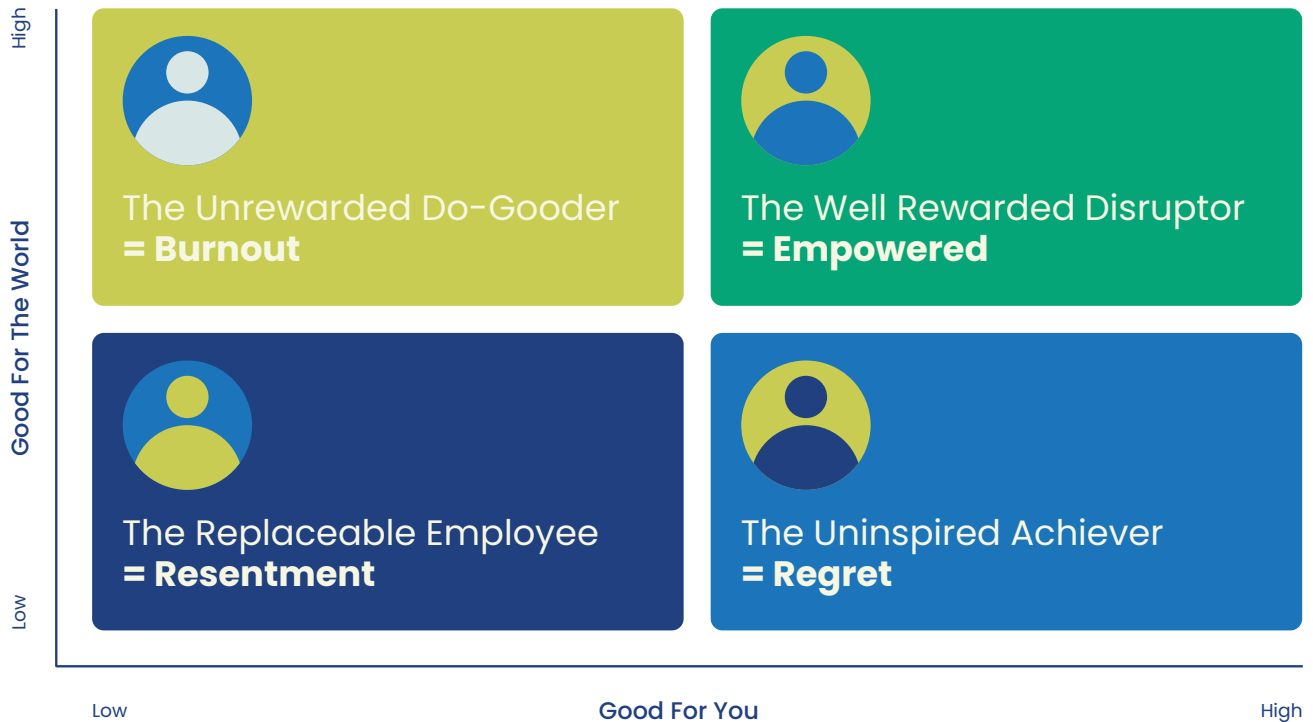 High
Good For The World
Low
The Unrewarded Do-Gooder
= Burnout
The Well Rewarded Disruptor
= Empowered
The Replaceable Employee
= Resentment
The Uninspired Achiever
= Regret
Low
Good For You
High